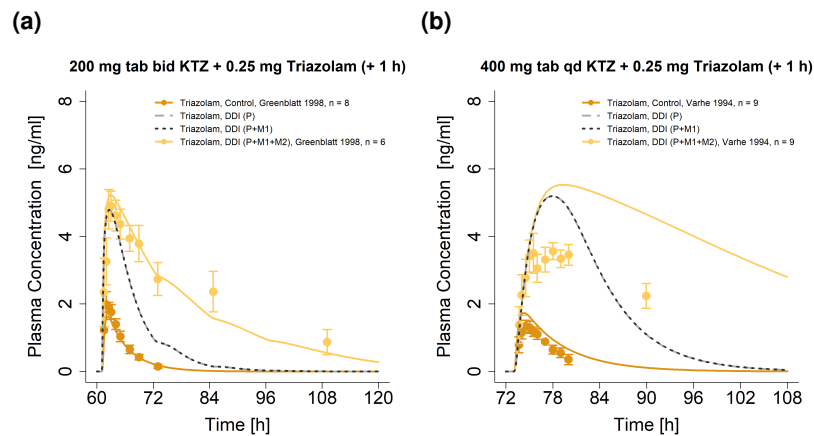 (a)
200 mg tab bid KTZ + 0.25 mg Triazolam (+ 1 h)
Triazolam, Control, Greenblatt 1998, n = 8
Triazolam, DDI (P)
Triazolam, DDI (P+M1)
Triazolam, DDI (P+M1+M2), Greenblatt 1998, n = 6
Plasma Concentration [ng/ml]
8
6
4
2
0
60 72 84 96 108 120
Time [h]
(b)
400 mg tab qd KTZ + 0.25 mg Triazolam (+ 1 h)
Triazolam, Control, Varhe 1994, n = 9
Triazolam, DDI (P)
Triazolam, DDI (P+M1)
Triazolam, DDI (P+M1+M2), Varhe 1994, n = 9
Plasma Concentration [ng/ml]
8
6
4
2
0
72 78 84 90 96 102 108
Time [h]